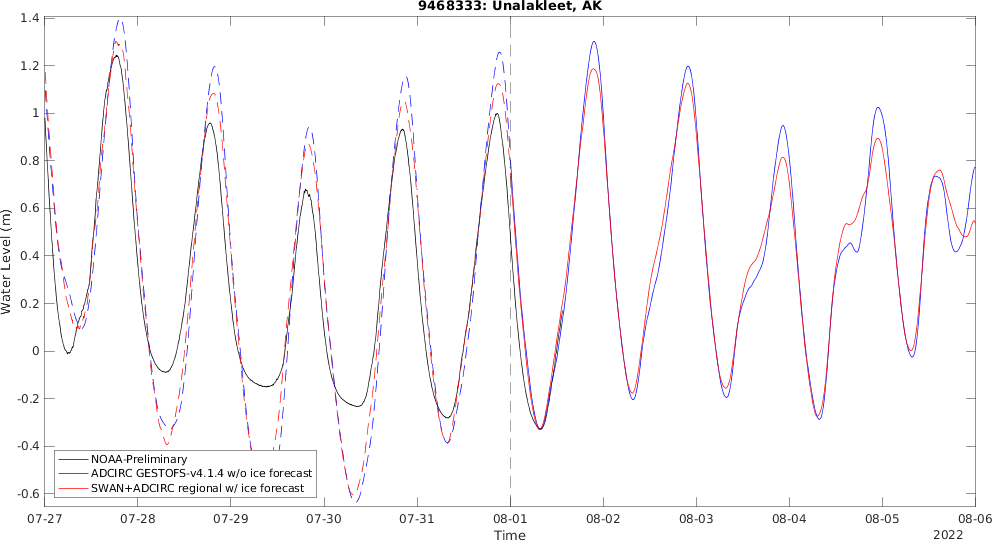 9468333: Unalakleet, AK
1.4
1.2
1
0.8
0.6
0.4
0.2
0
-0.2
-0.4
-0.6
Water Level (m)
NOAA-Preliminary
ADCIRC GESTOFS-v4.1.4 w/o ice forecast
SWAN+ADCIRC regional w/ ice forecast
07-27 07-28 07-29 07-30 07-31 08-01 08-02 08-03 08-04 08-05 08-06
Time
2022